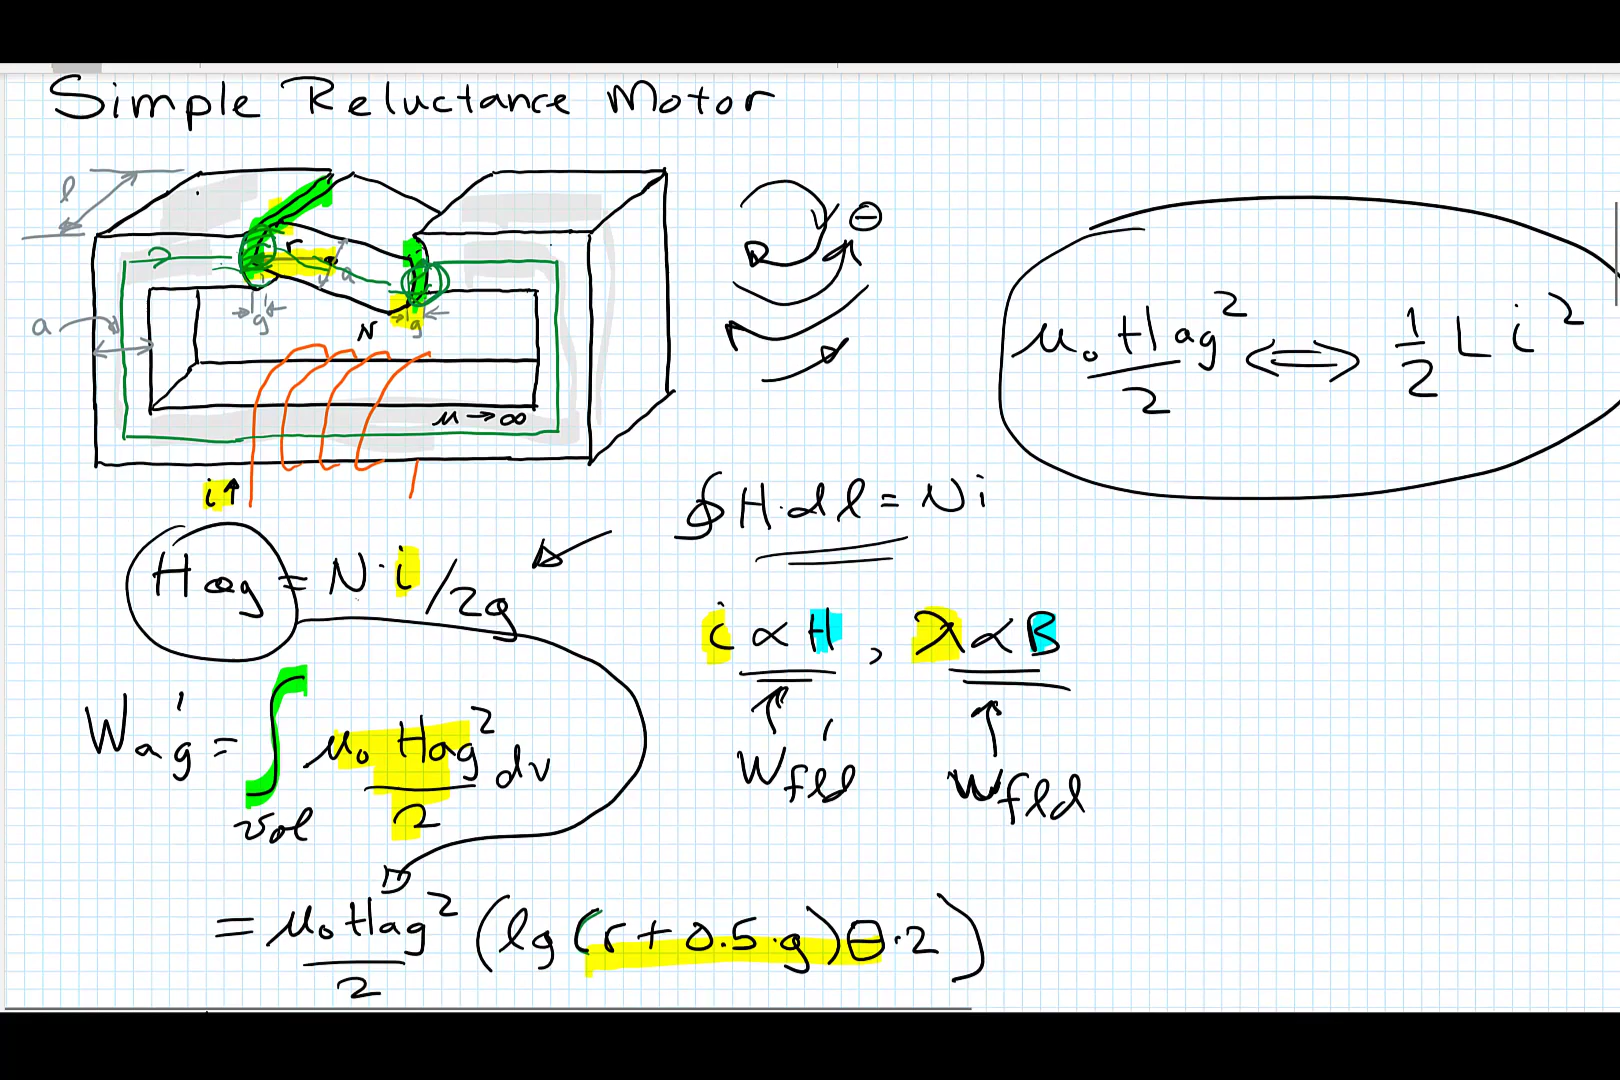 Simple Reluctance Motor
l
θ
r
a
g
g
a
N
μ → ∞
i↑
μ₀ Hag² / 2 ⟺ 1/2 L i²
∮ H·dl = Ni
Hag = N·i / 2g
i ∝ H , λ ∝ B
W'fld Wfld
W'ag = ∫vol μ₀ Hag² / 2 dv
= μ₀ Hag² / 2 (lg (r + 0.5·g) θ·2)